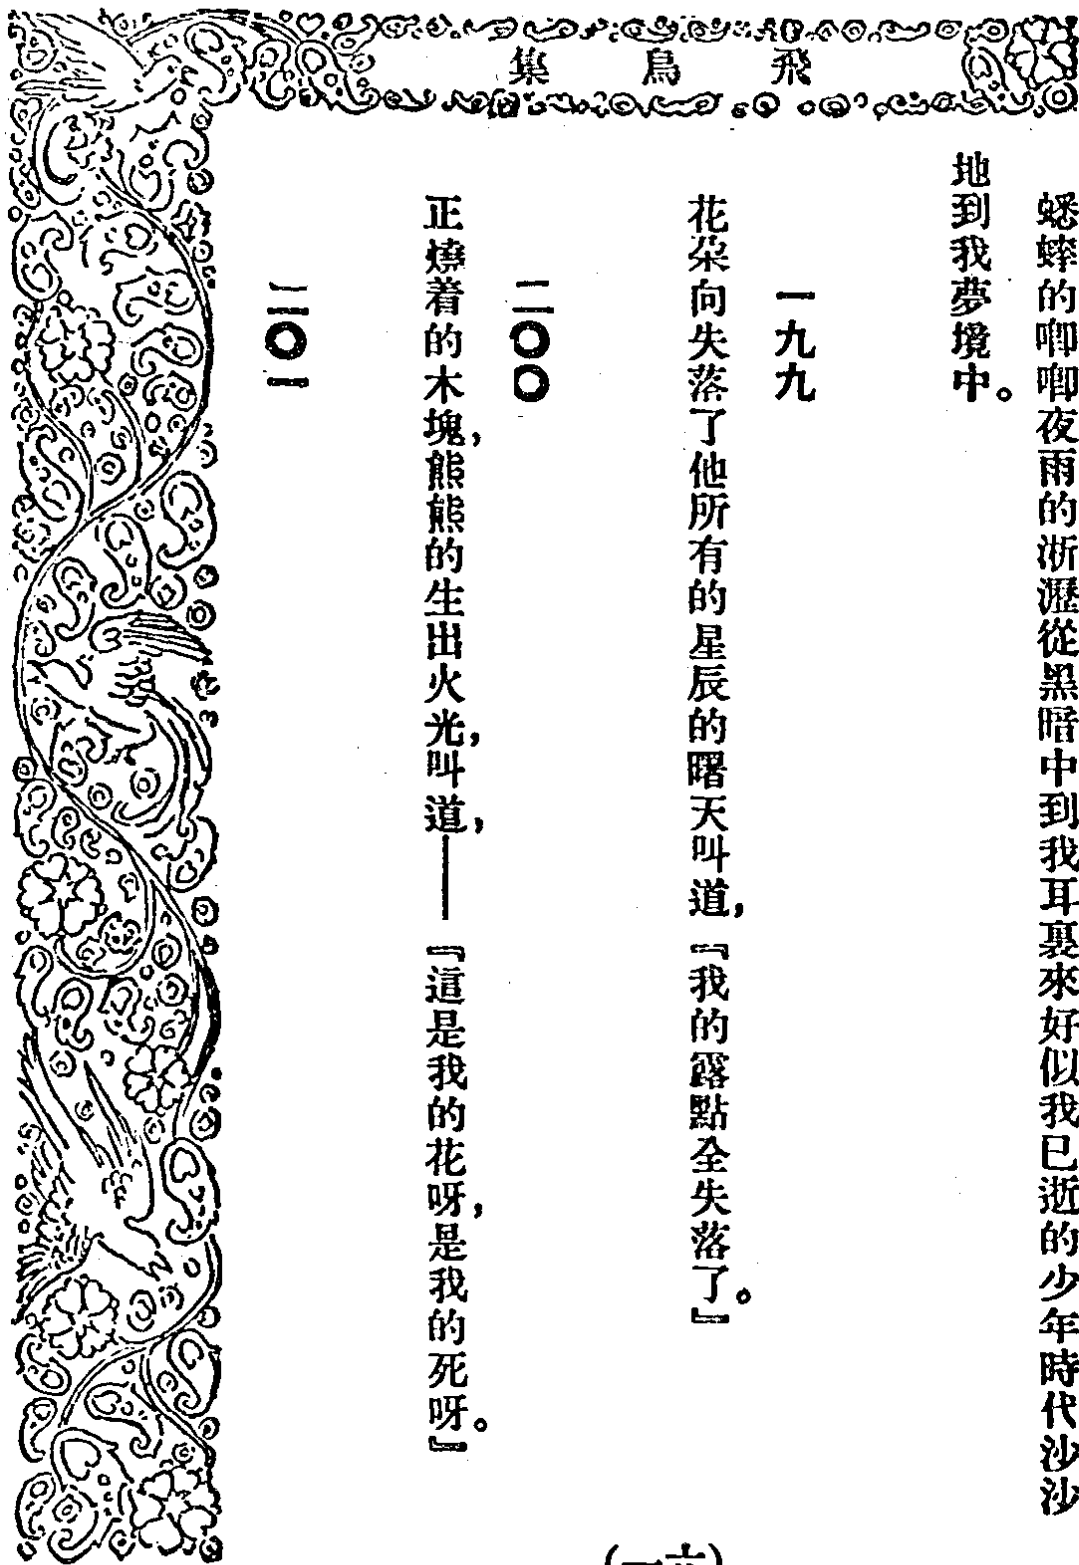 飛鳥集
蟋蟀的唧唧夜雨的淅瀝從黑暗中到我耳裏來好似我已逝的少年時代沙沙
地到我夢境中。
一九九
花朵向失落了他所有的星辰的曙天叫道，『我的露點全失落了。』
二〇〇
正燒着的木塊，熊熊的生出火光，叫道，——『這是我的花呀，是我的死呀。』
二〇一
(一六)